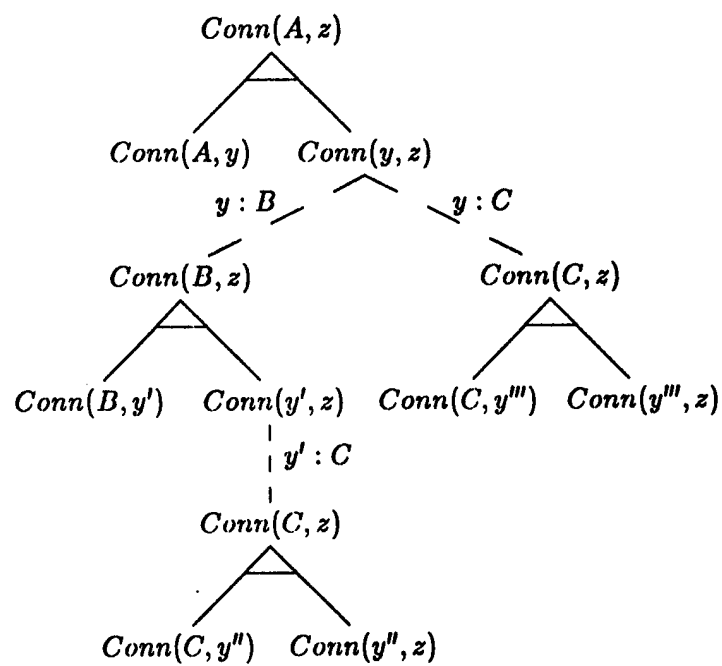 Conn(A, z)
Conn(A, y) Conn(y, z)
y : B y : C
Conn(B, z) Conn(C, z)
Conn(B, y′) Conn(y′, z) Conn(C, y‴) Conn(y‴, z)
y′ : C
Conn(C, z)
Conn(C, y″) Conn(y″, z)